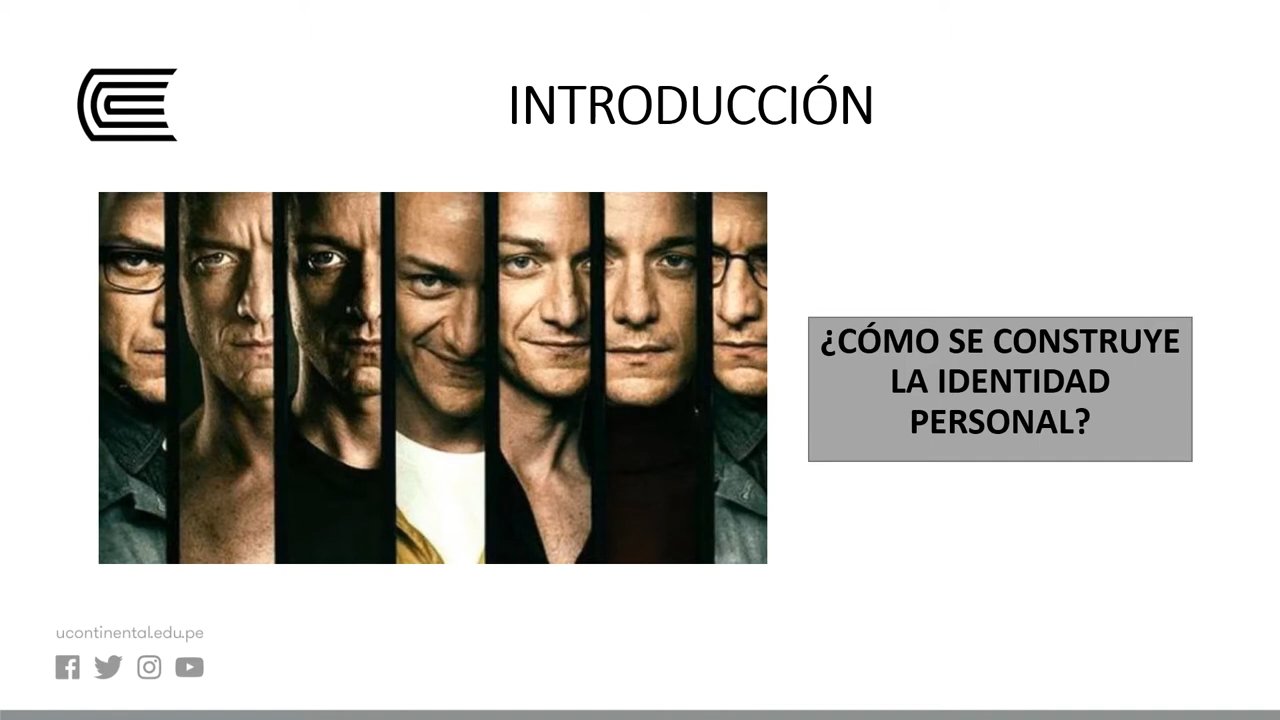 INTRODUCCIÓN
¿CÓMO SE CONSTRUYE
LA IDENTIDAD
PERSONAL?
ucontinental.edu.pe